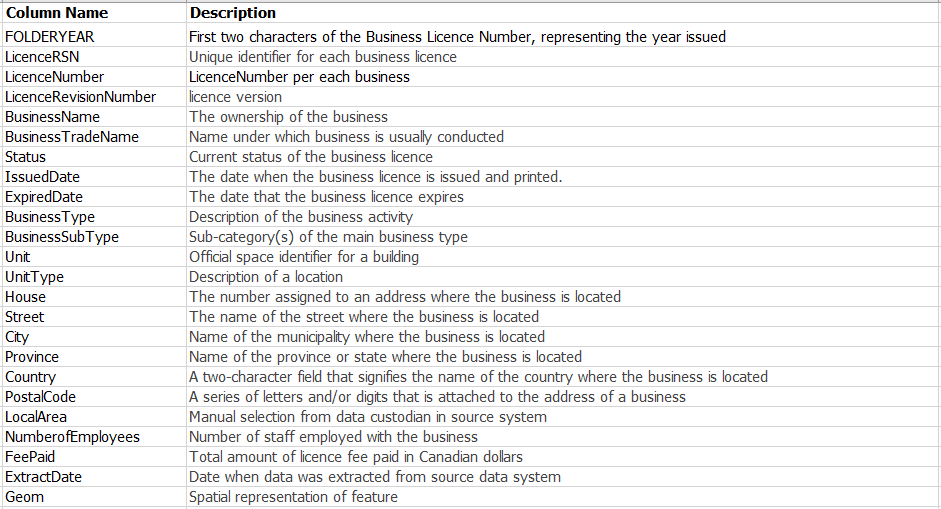 Column Name Description
FOLDERYEAR First two characters of the Business Licence Number, representing the year issued
LicenceRSN Unique identifier for each business licence
LicenceNumber LicenceNumber per each business
LicenceRevisionNumber licence version
BusinessName The ownership of the business
BusinessTradeName Name under which business is usually conducted
Status Current status of the business licence
IssuedDate The date when the business licence is issued and printed.
ExpiredDate The date that the business licence expires
BusinessType Description of the business activity
BusinessSubType Sub-category(s) of the main business type
Unit Official space identifier for a building
UnitType Description of a location
House The number assigned to an address where the business is located
Street The name of the street where the business is located
City Name of the municipality where the business is located
Province Name of the province or state where the business is located
Country A two-character field that signifies the name of the country where the business is located
PostalCode A series of letters and/or digits that is attached to the address of a business
LocalArea Manual selection from data custodian in source system
NumberofEmployees Number of staff employed with the business
FeePaid Total amount of licence fee paid in Canadian dollars
ExtractDate Date when data was extracted from source data system
Geom Spatial representation of feature